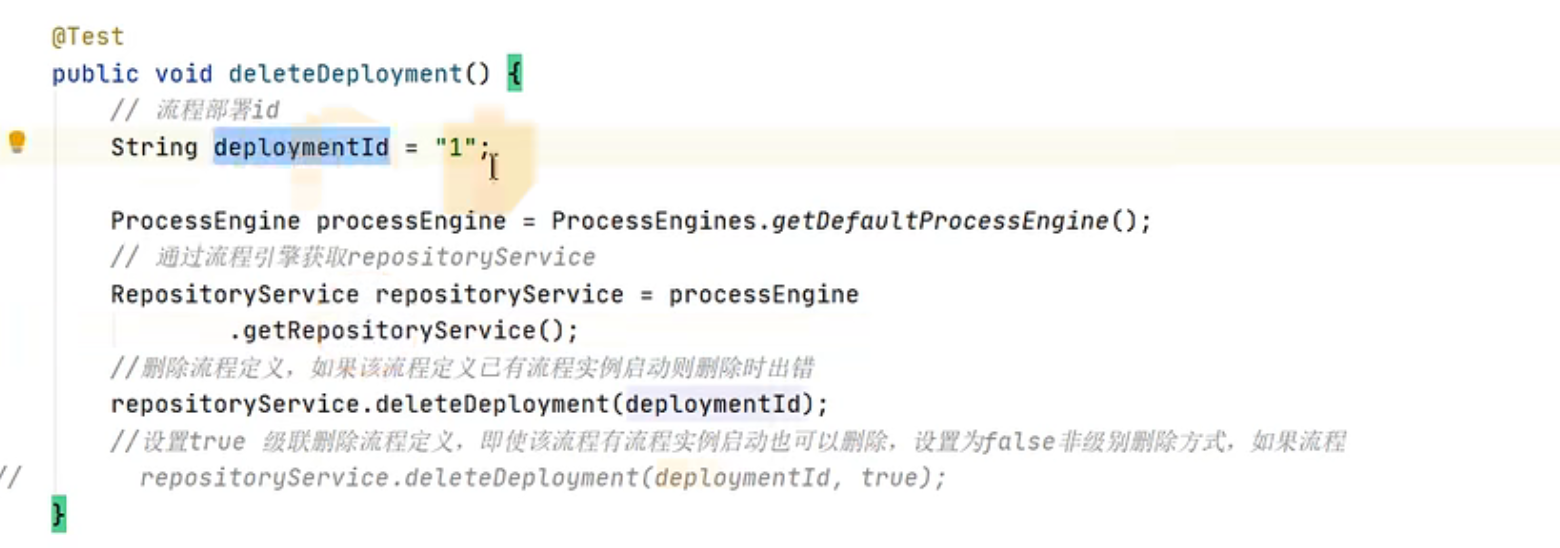 @Test
public void deleteDeployment() {
// 流程部署id
String deploymentId = "1";
ProcessEngine processEngine = ProcessEngines.getDefaultProcessEngine();
// 通过流程引擎获取repositoryService
RepositoryService repositoryService = processEngine
.getRepositoryService();
//删除流程定义，如果该流程定义已有流程实例启动则删除时出错
repositoryService.deleteDeployment(deploymentId);
//设置true 级联删除流程定义，即使该流程有流程实例启动也可以删除，设置为false非级别删除方式，如果流程
// repositoryService.deleteDeployment(deploymentId, true);
}